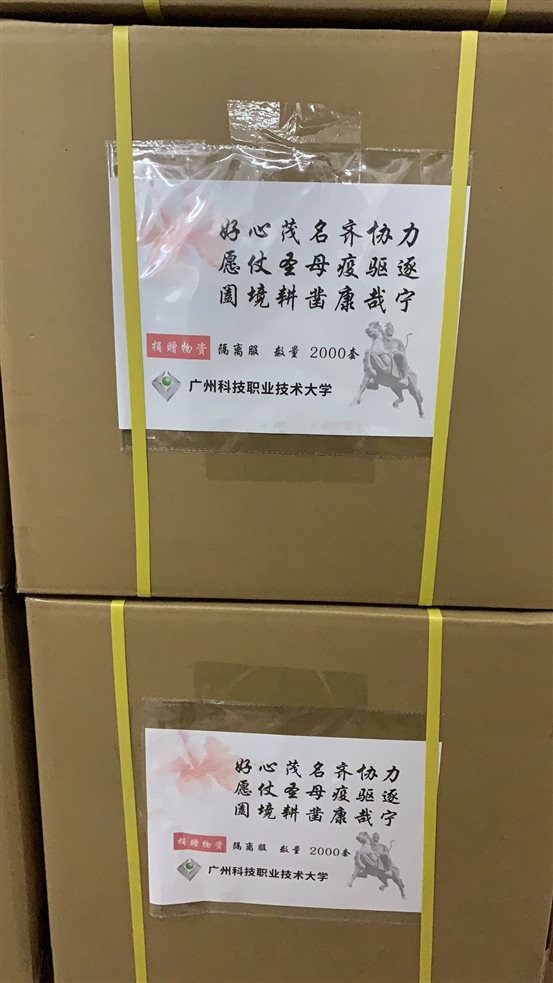 好心茂名齐协力
愿仗圣母疫驱逐
圄境耕凿康哉宁
捐赠物资 隔离服 数量 2000套
广州科技职业技术大学
好心茂名齐协力
愿仗圣母疫驱逐
圄境耕凿康哉宁
捐赠物资 隔离服 数量 2000套
广州科技职业技术大学